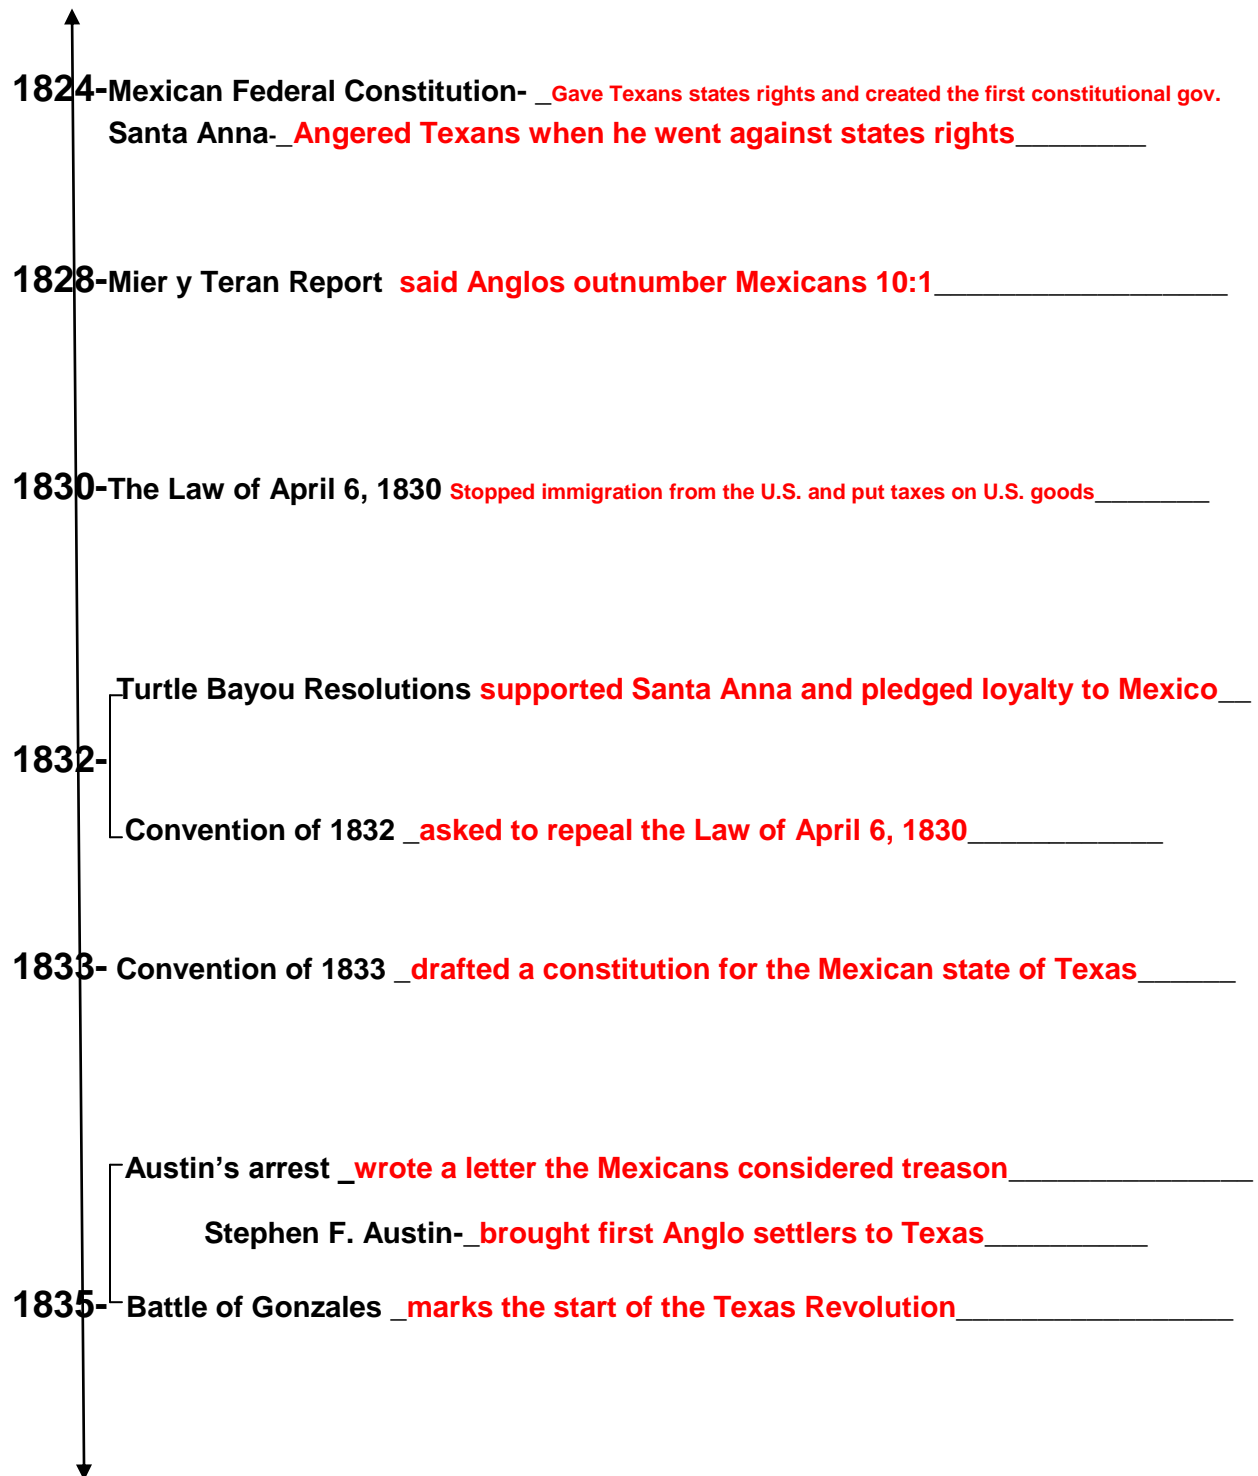 1824-Mexican Federal Constitution- _Gave Texans states rights and created the first constitutional gov.
Santa Anna-_Angered Texans when he went against states rights________
1828-Mier y Teran Report said Anglos outnumber Mexicans 10:1__________________
1830-The Law of April 6, 1830 Stopped immigration from the U.S. and put taxes on U.S. goods_______
Turtle Bayou Resolutions supported Santa Anna and pledged loyalty to Mexico__
1832-
Convention of 1832 _asked to repeal the Law of April 6, 1830____________
1833- Convention of 1833 _drafted a constitution for the Mexican state of Texas______
Austin’s arrest _wrote a letter the Mexicans considered treason_______________
Stephen F. Austin-_brought first Anglo settlers to Texas__________
1835- Battle of Gonzales _marks the start of the Texas Revolution_________________